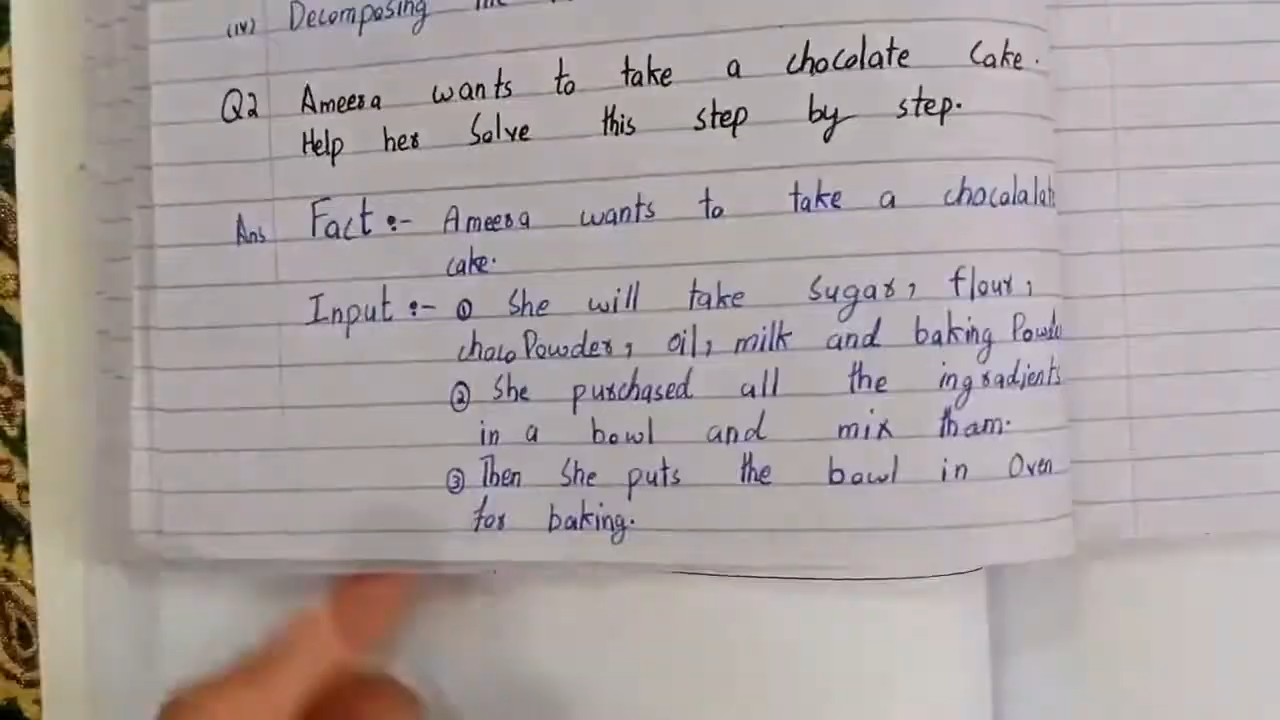 (iv) Decomposing
Q2 Ameera wants to take a chocolate cake.
Help her Solve this step by step.
Ans Fact :- Ameera wants to take a chocalalate
cake.
Input :- ① She will take Sugar, flour,
choco Powder, oil, milk and baking Powde
② She purchased all the ingradients
in a bowl and mix tham.
③ Then She puts the bowl in Oven
for baking.